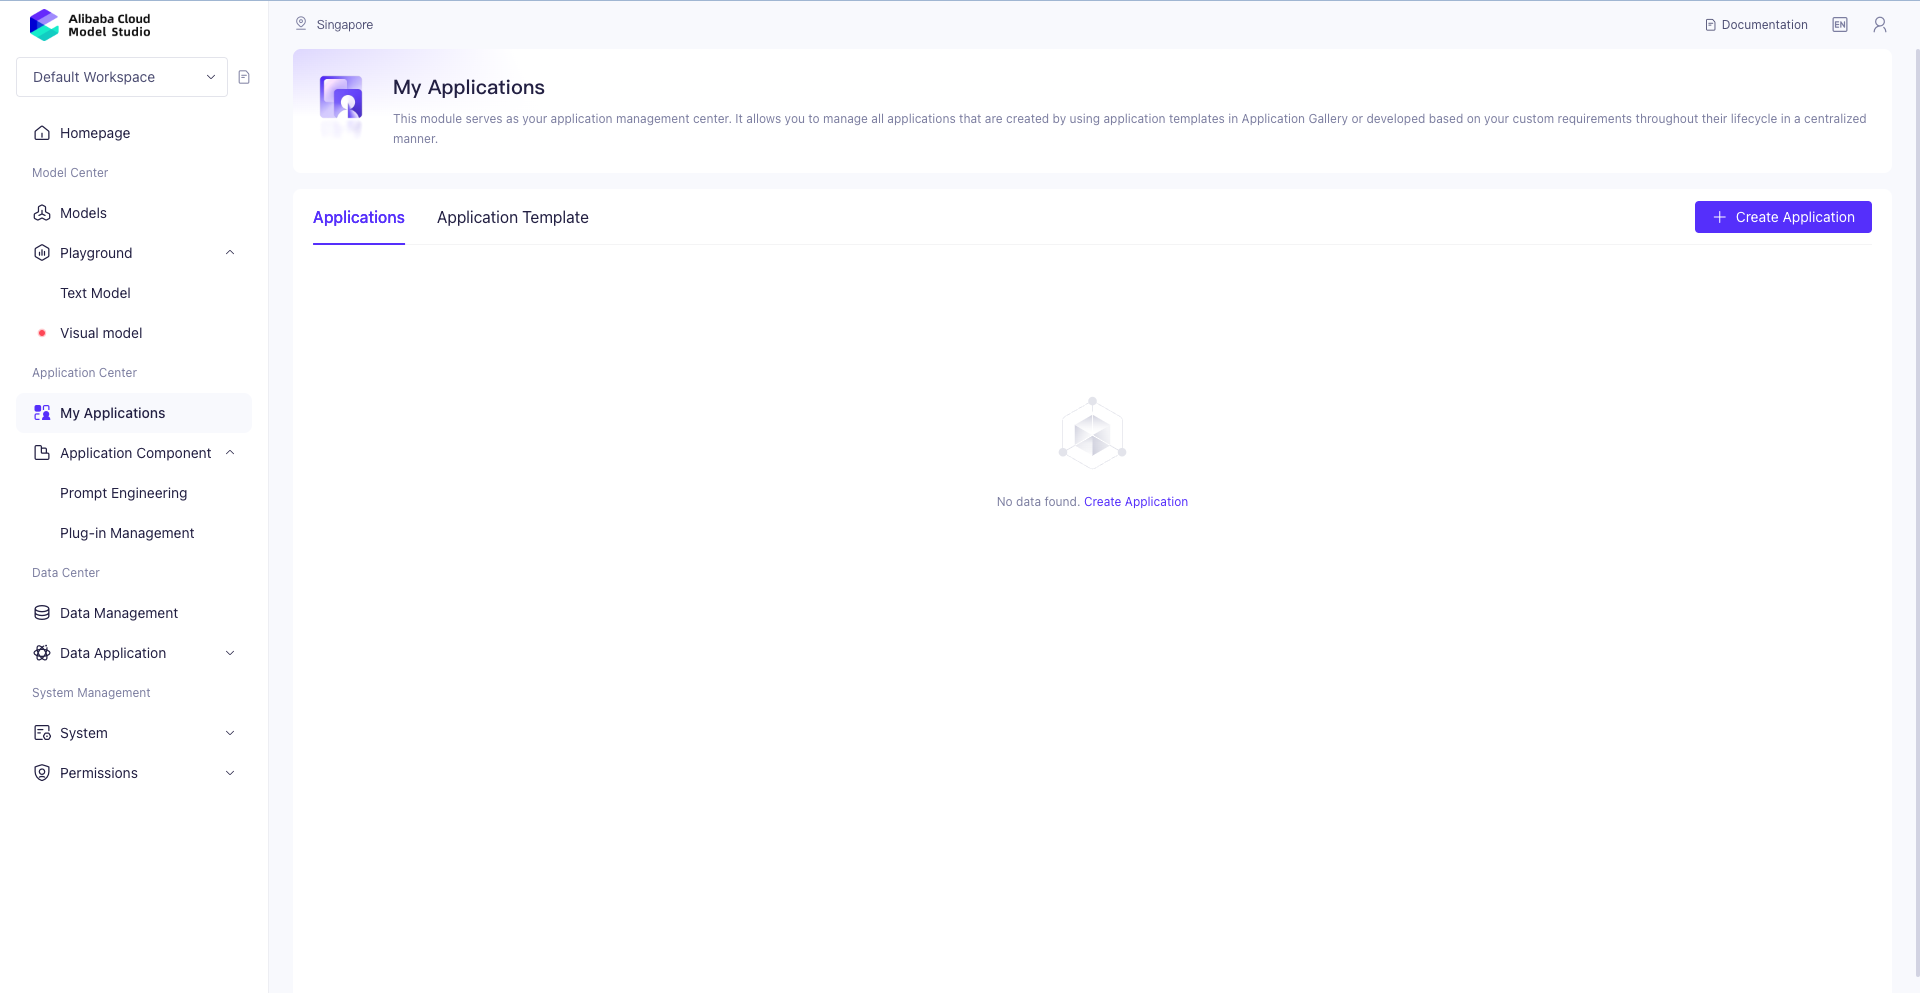 Alibaba Cloud
Model Studio
Default Workspace
Homepage
Model Center
Models
Playground
Text Model
Visual model
Application Center
My Applications
Application Component
Prompt Engineering
Plug-in Management
Data Center
Data Management
Data Application
System Management
System
Permissions
Singapore
Documentation
EN
My Applications
This module serves as your application management center. It allows you to manage all applications that are created by using application templates in Application Gallery or developed based on your custom requirements throughout their lifecycle in a centralized
manner.
Applications
Application Template
Create Application
No data found. Create Application